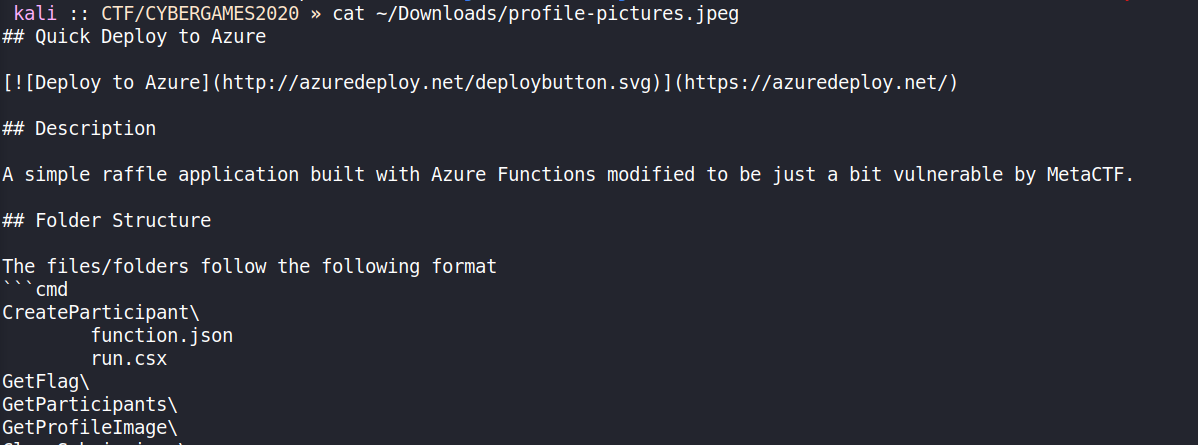 kali :: CTF/CYBERGAMES2020 » cat ~/Downloads/profile-pictures.jpeg
## Quick Deploy to Azure
[![Deploy to Azure](http://azuredeploy.net/deploybutton.svg)](https://azuredeploy.net/)
## Description
A simple raffle application built with Azure Functions modified to be just a bit vulnerable by MetaCTF.
## Folder Structure
The files/folders follow the following format
```cmd
CreateParticipant\
function.json
run.csx
GetFlag\
GetParticipants\
GetProfileImage\